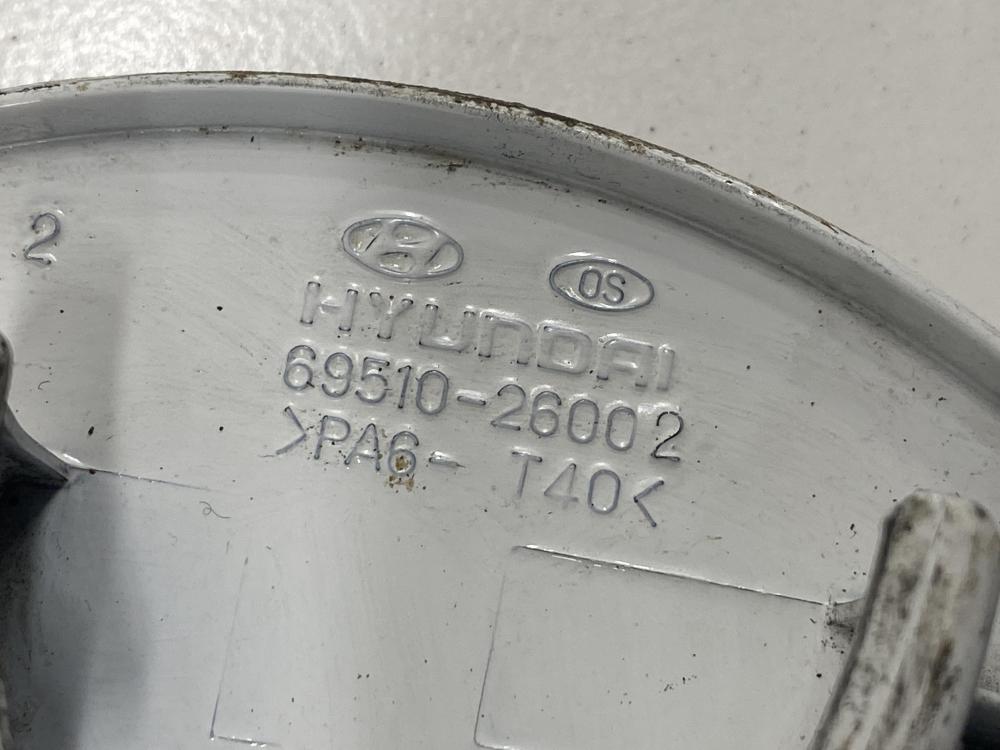 2
OS
HYUNDAI
69510-26002
>PA6- T40<